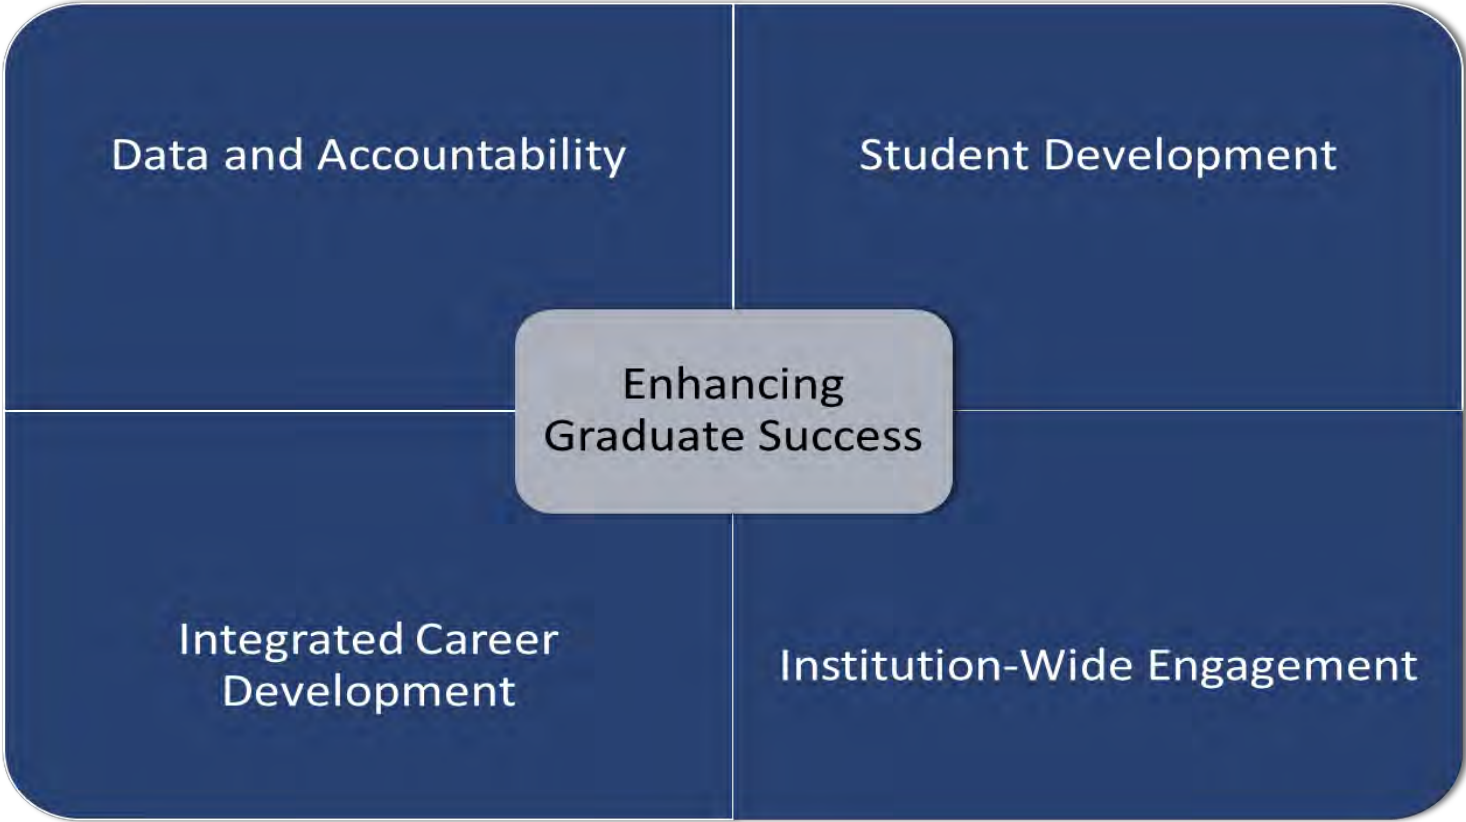 Data and Accountability
Student Development
Enhancing
Graduate Success
Integrated Career
Development
Institution-Wide Engagement